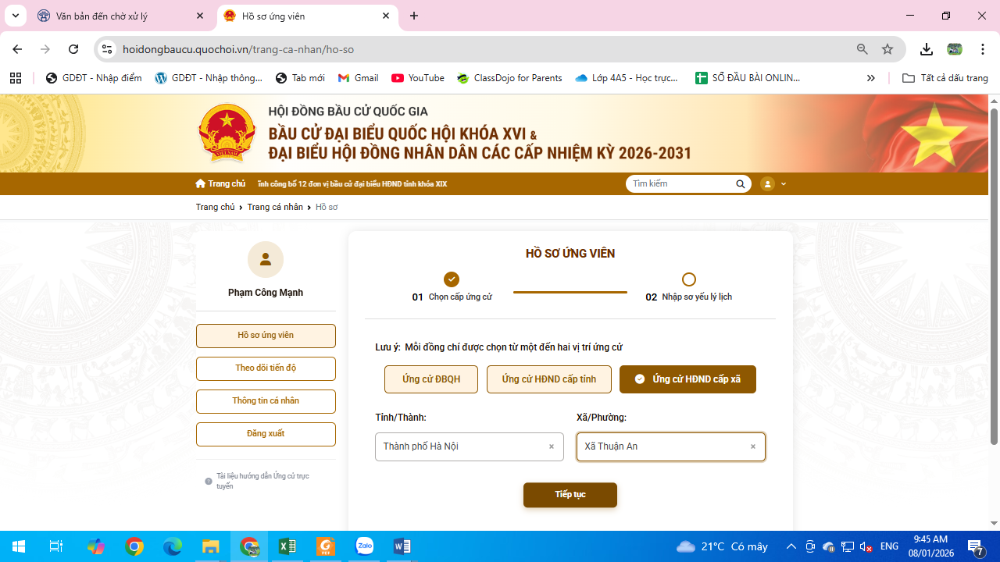 Văn bản đến chờ xử lý
Hồ sơ ứng viên
hoidongbaucu.quochoi.vn/trang-ca-nhan/ho-so
GDĐT - Nhập điểm
GDĐT - Nhập thông...
Tab mới
Gmail
YouTube
ClassDojo for Parents
Lớp 4A5 - Học trực...
SỔ ĐẦU BÀI ONLIN...
Tất cả dấu trang
HỘI ĐỒNG BẦU CỬ QUỐC GIA
BẦU CỬ ĐẠI BIỂU QUỐC HỘI KHÓA XVI &
ĐẠI BIỂU HỘI ĐỒNG NHÂN DÂN CÁC CẤP NHIỆM KỲ 2026-2031
VIỆT NAM
Trang chủ
ỉnh công bố 12 đơn vị bầu cử đại biểu HĐND tỉnh khóa XIX
Tìm kiếm
Trang chủ › Trang cá nhân › Hồ sơ
Phạm Công Mạnh
Hồ sơ ứng viên
Theo dõi tiến độ
Thông tin cá nhân
Đăng xuất
Tài liệu hướng dẫn Ứng cử trực
tuyến
HỒ SƠ ỨNG VIÊN
01 Chọn cấp ứng cử
02 Nhập sơ yếu lý lịch
Lưu ý: Mỗi đồng chí được chọn từ một đến hai vị trí ứng cử
Ứng cử ĐBQH
Ứng cử HĐND cấp tỉnh
Ứng cử HĐND cấp xã
Tỉnh/Thành:
Xã/Phường:
Thành phố Hà Nội ×
Xã Thuận An ×
Tiếp tục
PDF
Zalo
21°C Có mây
ENG
9:45 AM
08/01/2026
7